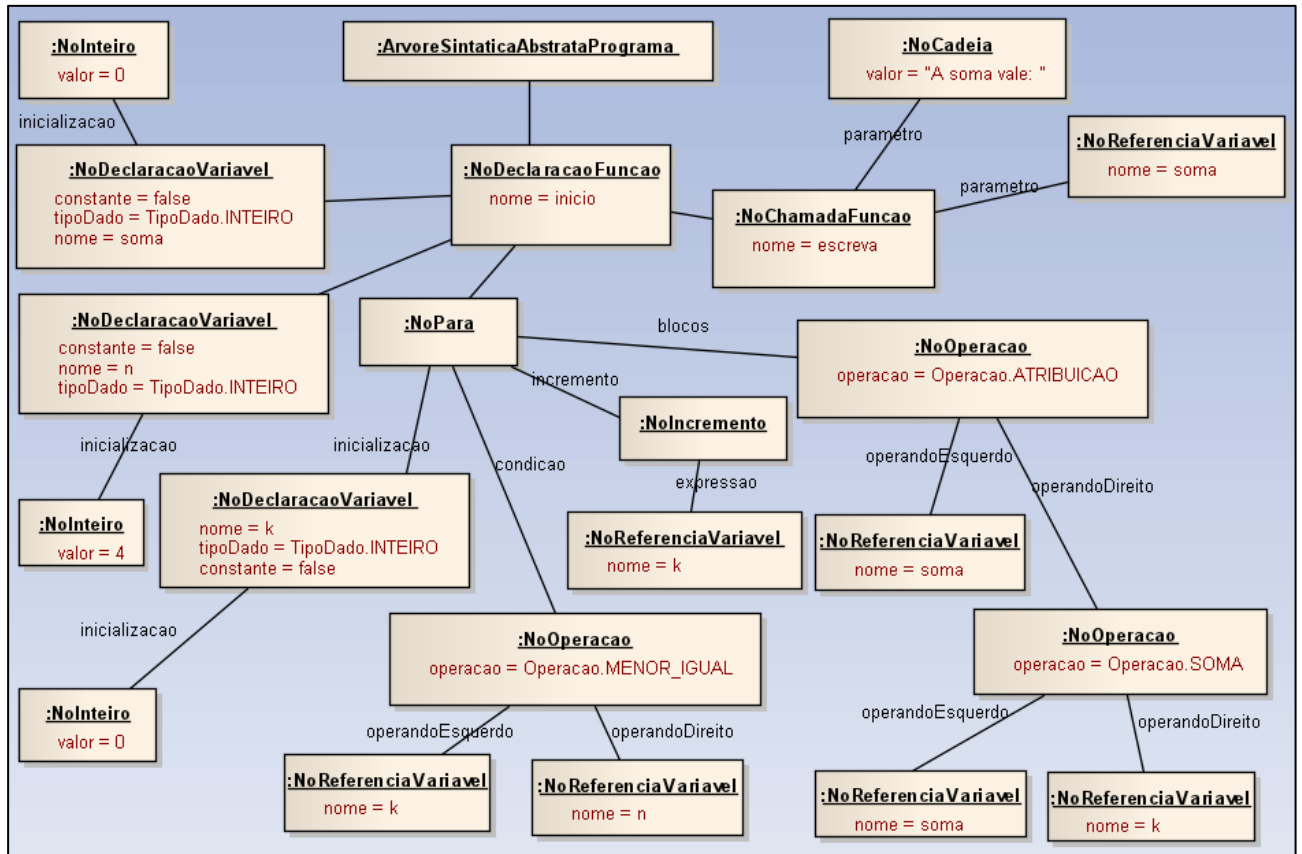 :NoInteiro
valor = 0
:ArvoreSintaticaAbstrataPrograma
:NoCadeia
valor = "A soma vale: "
inicializacao
parametro
:NoReferenciaVariavel
nome = soma
:NoDeclaracaoVariavel
constante = false
tipoDado = TipoDado.INTEIRO
nome = soma
:NoDeclaracaoFuncao
nome = inicio
parametro
:NoChamadaFuncao
nome = escreva
:NoDeclaracaoVariavel
constante = false
nome = n
tipoDado = TipoDado.INTEIRO
:NoPara
blocos
:NoOperacao
operacao = Operacao.ATRIBUICAO
incremento
:NoIncremento
inicializacao
inicializacao
condicao
expressao
operandoEsquerdo
operandoDireito
:NoInteiro
valor = 4
:NoDeclaracaoVariavel
nome = k
tipoDado = TipoDado.INTEIRO
constante = false
:NoReferenciaVariavel
nome = k
:NoReferenciaVariavel
nome = soma
inicializacao
:NoOperacao
operacao = Operacao.MENOR_IGUAL
:NoOperacao
operacao = Operacao.SOMA
:NoInteiro
valor = 0
operandoEsquerdo
operandoDireito
operandoEsquerdo
operandoDireito
:NoReferenciaVariavel
nome = k
:NoReferenciaVariavel
nome = n
:NoReferenciaVariavel
nome = soma
:NoReferenciaVariavel
nome = k